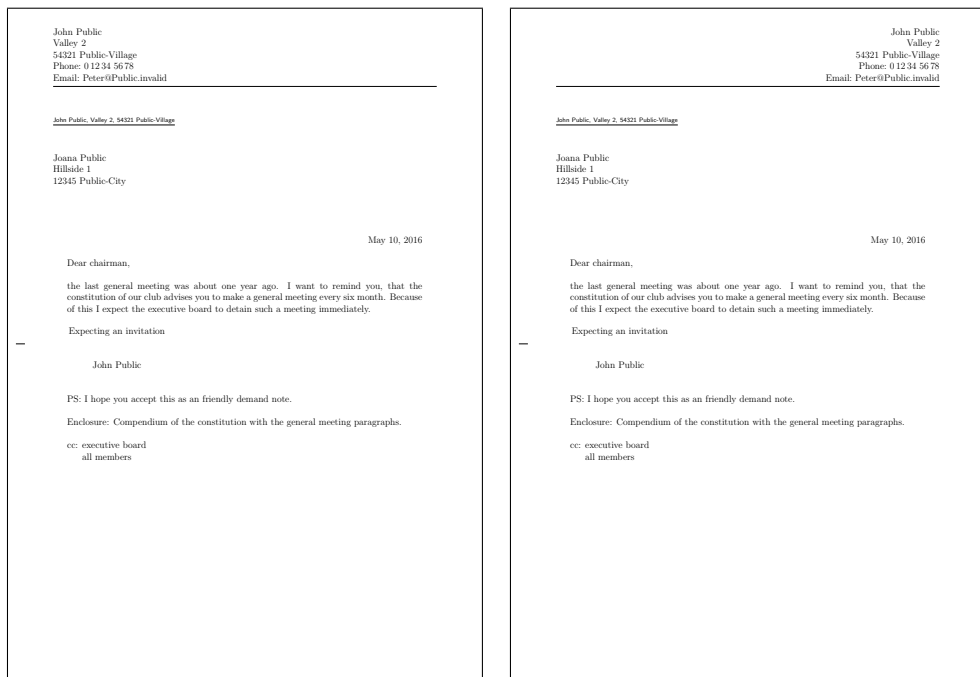 John Public
Valley 2
54321 Public-Village
Phone: 0 12 34 56 78
Email: Peter@Public.invalid
John Public, Valley 2, 54321 Public-Village
Joana Public
Hillside 1
12345 Public-City
May 10, 2016
Dear chairman,
the last general meeting was about one year ago. I want to remind you, that the
constitution of our club advises you to make a general meeting every six month. Because
of this I expect the executive board to detain such a meeting immediately.
Expecting an invitation
John Public
PS: I hope you accept this as an friendly demand note.
Enclosure: Compendium of the constitution with the general meeting paragraphs.
cc: executive board
all members
John Public
Valley 2
54321 Public-Village
Phone: 0 12 34 56 78
Email: Peter@Public.invalid
John Public, Valley 2, 54321 Public-Village
Joana Public
Hillside 1
12345 Public-City
May 10, 2016
Dear chairman,
the last general meeting was about one year ago. I want to remind you, that the
constitution of our club advises you to make a general meeting every six month. Because
of this I expect the executive board to detain such a meeting immediately.
Expecting an invitation
John Public
PS: I hope you accept this as an friendly demand note.
Enclosure: Compendium of the constitution with the general meeting paragraphs.
cc: executive board
all members